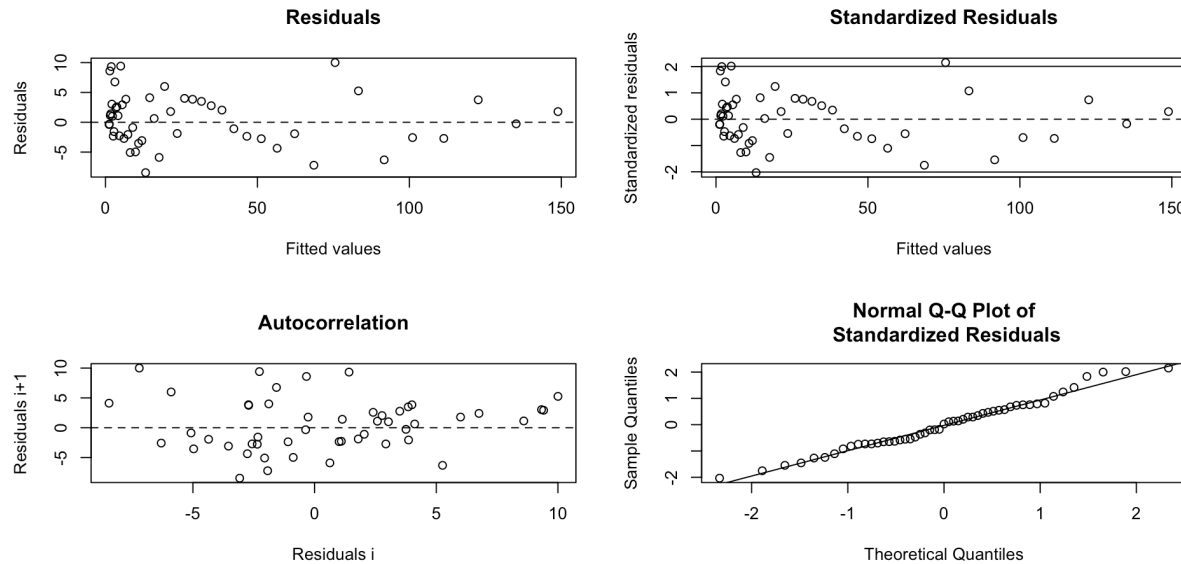 Residuals
Residuals
10
5
0
-5
0
50
100
150
Fitted values
Standardized Residuals
Standardized residuals
2
1
0
-2
0
50
100
150
Fitted values
Autocorrelation
Residuals i+1
10
5
0
-5
-5
0
5
10
Residuals i
Normal Q-Q Plot of
Standardized Residuals
Sample Quantiles
2
1
0
-2
-2
-1
0
1
2
Theoretical Quantiles